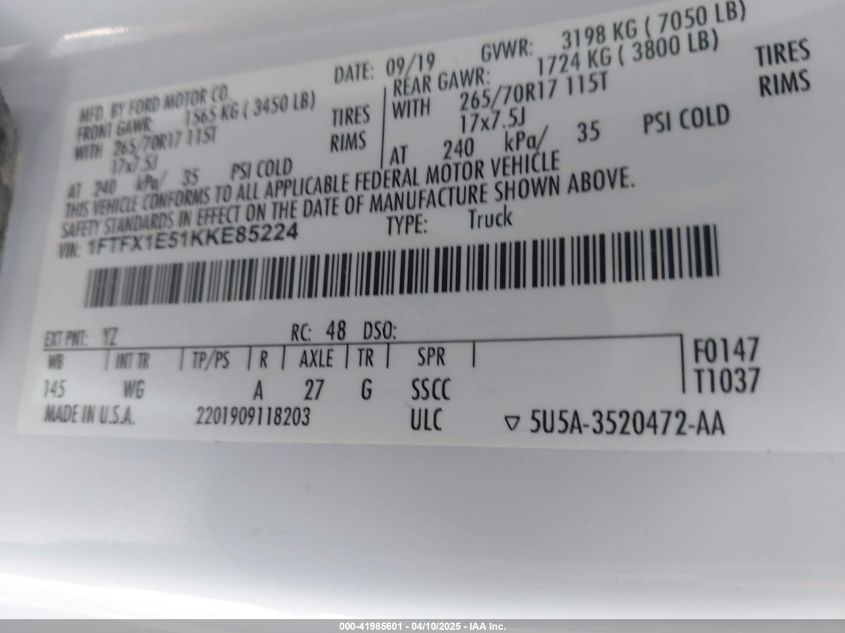 MFD. BY FORD MOTOR CO.
DATE: 09/19 GVWR: 3198 KG ( 7050 LB)
FRONT GAWR: 1565 KG ( 3450 LB)
REAR GAWR: 1724 KG ( 3800 LB)
WITH 265/70R17 115T TIRES
WITH 265/70R17 115T TIRES
17x7.5J RIMS
17x7.5J RIMS
AT 240 kPa/ 35 PSI COLD
AT 240 kPa/ 35 PSI COLD
THIS VEHICLE CONFORMS TO ALL APPLICABLE FEDERAL MOTOR VEHICLE
SAFETY STANDARDS IN EFFECT ON THE DATE OF MANUFACTURE SHOWN ABOVE.
VIN: 1FTFX1E51KKE85224 TYPE: Truck
EXT PNT: YZ RC: 48 DSO:
WB INT TR TP/PS R AXLE TR SPR F0147
145 WG A 27 G SSCC T1037
MADE IN U.S.A. 2201909118203 ULC ▽ 5U5A-3520472-AA
000-41985601 - 04/10/2025 - IAA Inc.